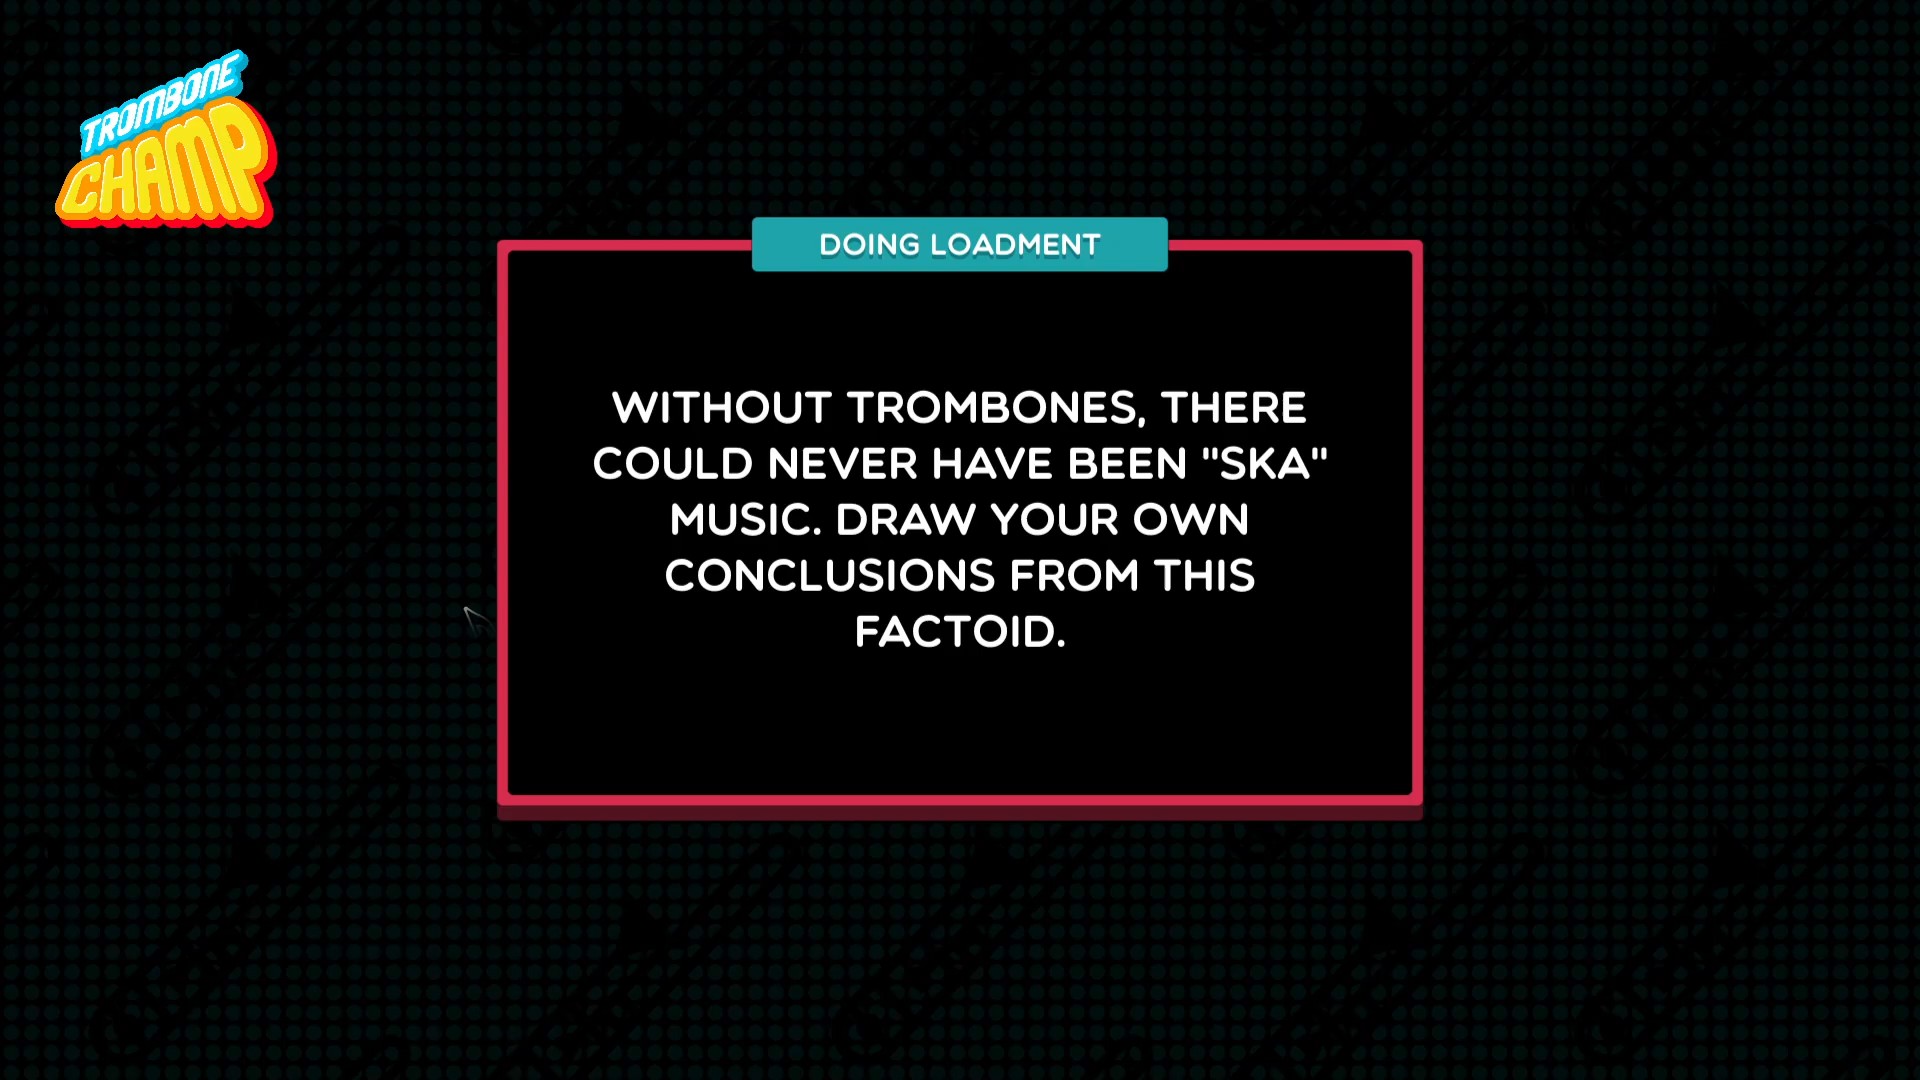 TROMBONE
CHAMP
DOING LOADMENT
WITHOUT TROMBONES, THERE
COULD NEVER HAVE BEEN "SKA"
MUSIC. DRAW YOUR OWN
CONCLUSIONS FROM THIS
FACTOID.